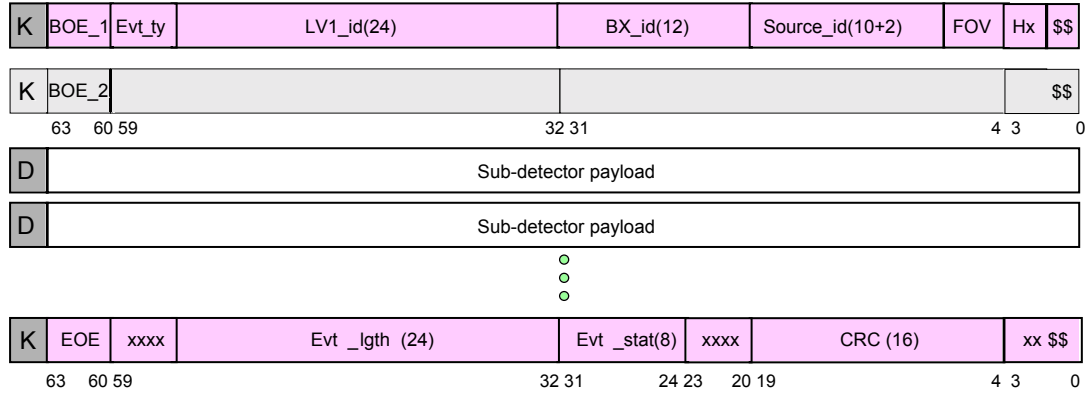 K BOE_1 Evt_ty LV1_id(24) BX_id(12) Source_id(10+2) FOV Hx $$
K BOE_2 $$
63 60 59 32 31 4 3 0
D Sub-detector payload
D Sub-detector payload
K EOE xxxx Evt _lgth (24) Evt _stat(8) xxxx CRC (16) xx $$
63 60 59 32 31 24 23 20 19 4 3 0